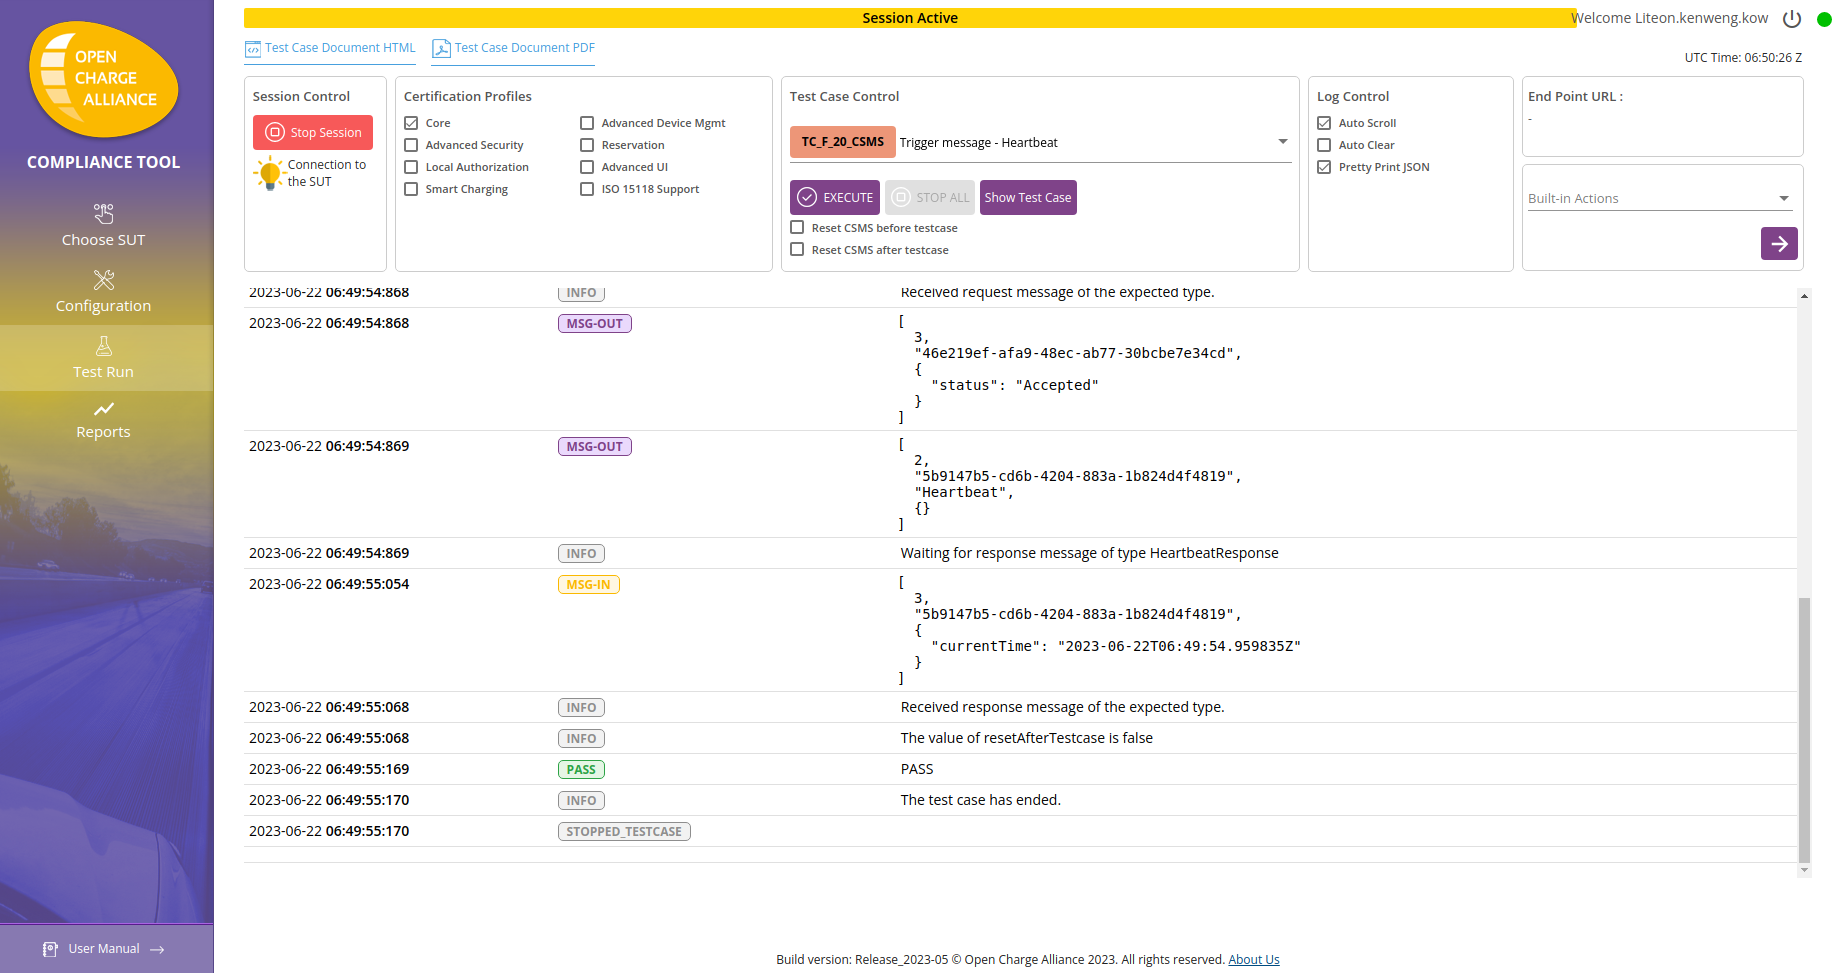 OPEN
CHARGE
ALLIANCE
COMPLIANCE TOOL
Choose SUT
Configuration
Test Run
Reports
User Manual
Session Active
Welcome Liteon.kenweng.kow
Test Case Document HTML
Test Case Document PDF
UTC Time: 06:50:26 Z
Session Control
Stop Session
Connection to
the SUT
Certification Profiles
Core
Advanced Security
Local Authorization
Smart Charging
Advanced Device Mgmt
Reservation
Advanced UI
ISO 15118 Support
Test Case Control
TC_F_20_CSMS Trigger message - Heartbeat
EXECUTE STOP ALL Show Test Case
Reset CSMS before testcase
Reset CSMS after testcase
Log Control
Auto Scroll
Auto Clear
Pretty Print JSON
End Point URL :
-
Built-in Actions
2023-06-22 06:49:54:868 INFO Received request message of the expected type.
2023-06-22 06:49:54:868 MSG-OUT [
3,
"46e219ef-afa9-48ec-ab77-30bcbe7e34cd",
{
"status": "Accepted"
}
]
2023-06-22 06:49:54:869 MSG-OUT [
2,
"5b9147b5-cd6b-4204-883a-1b824d4f4819",
"Heartbeat",
{}
]
2023-06-22 06:49:54:869 INFO Waiting for response message of type HeartbeatResponse
2023-06-22 06:49:55:054 MSG-IN [
3,
"5b9147b5-cd6b-4204-883a-1b824d4f4819",
{
"currentTime": "2023-06-22T06:49:54.959835Z"
}
]
2023-06-22 06:49:55:068 INFO Received response message of the expected type.
2023-06-22 06:49:55:068 INFO The value of resetAfterTestcase is false
2023-06-22 06:49:55:169 PASS PASS
2023-06-22 06:49:55:170 INFO The test case has ended.
2023-06-22 06:49:55:170 STOPPED_TESTCASE
Build version: Release_2023-05 © Open Charge Alliance 2023. All rights reserved. About Us